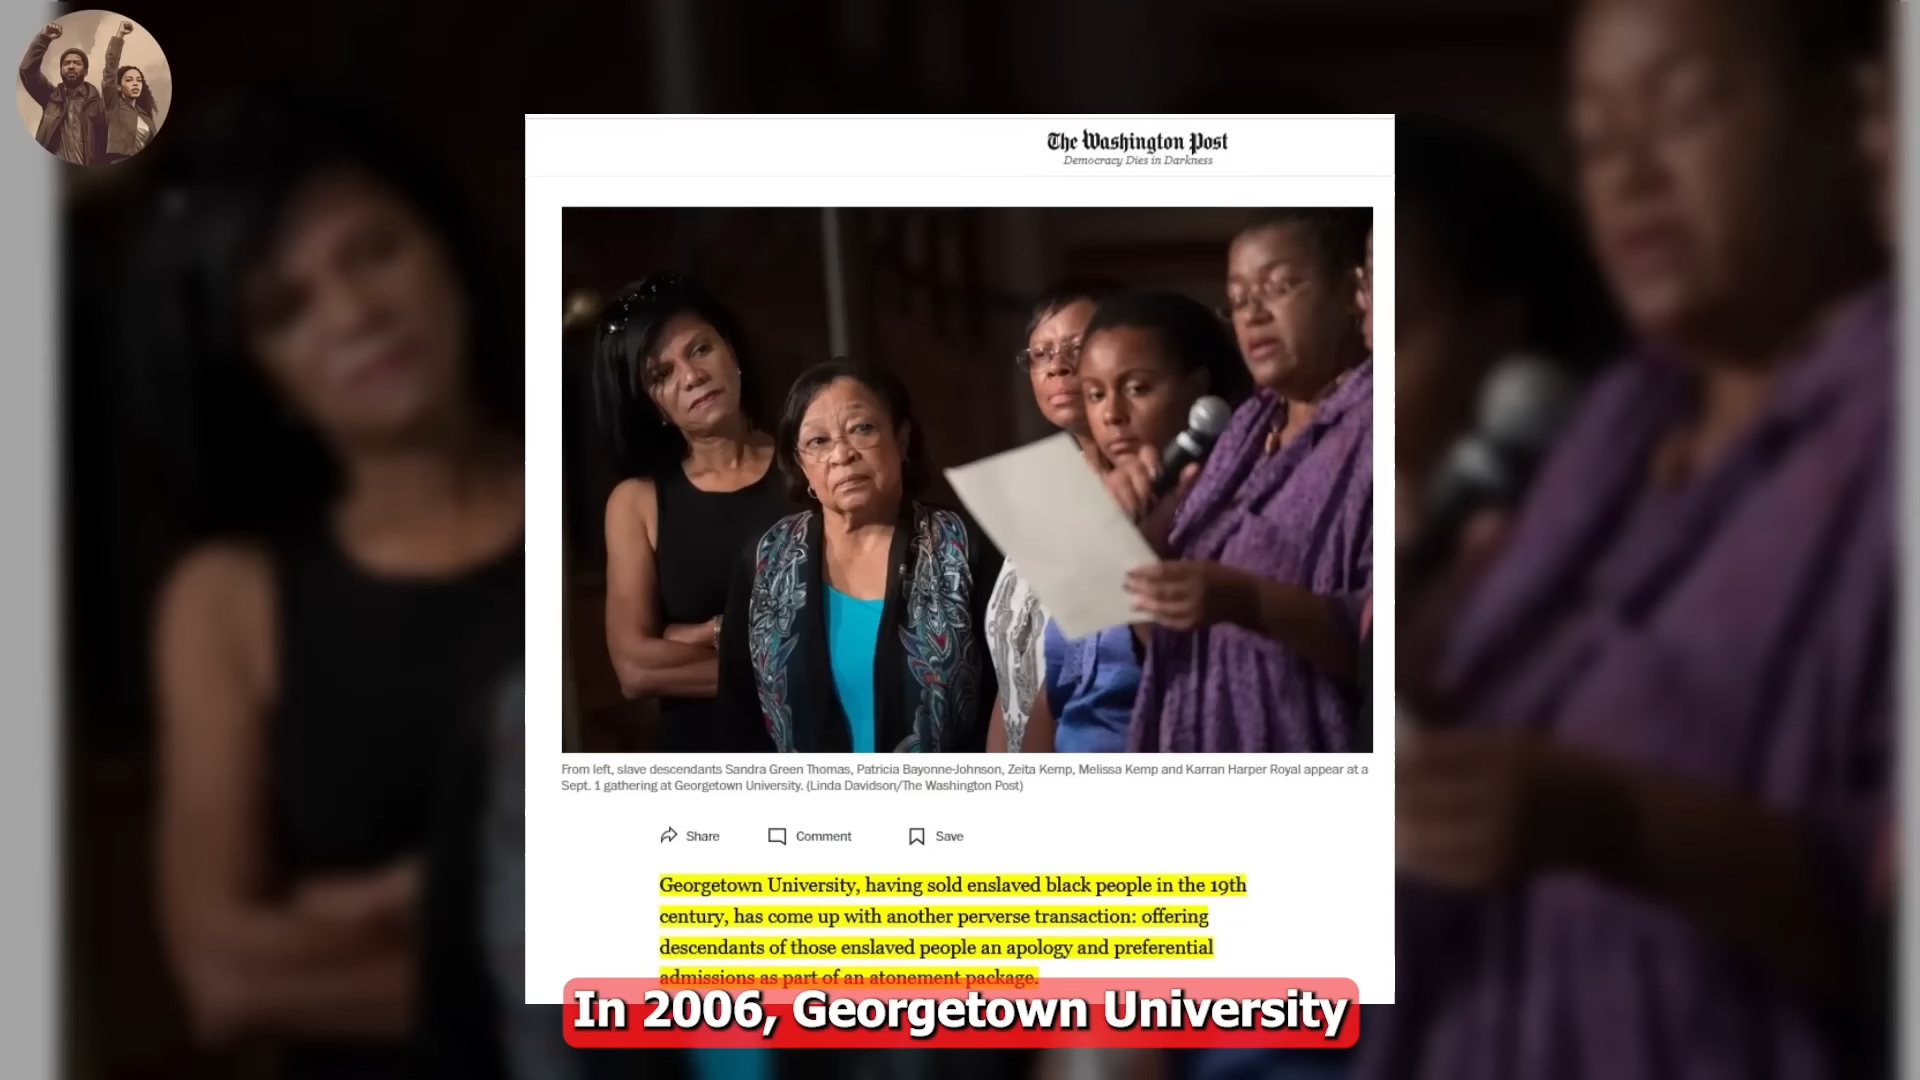 The Washington Post
Democracy Dies in Darkness
From left, slave descendants Sandra Green Thomas, Patricia Bayonne-Johnson, Zeita Kemp, Melissa Kemp and Karran Harper Royal appear at a
Sept. 1 gathering at Georgetown University. (Linda Davidson/The Washington Post)
Share Comment Save
Georgetown University, having sold enslaved black people in the 19th
century, has come up with another perverse transaction: offering
descendants of those enslaved people an apology and preferential
admissions as part of an atonement package.
In 2006, Georgetown University